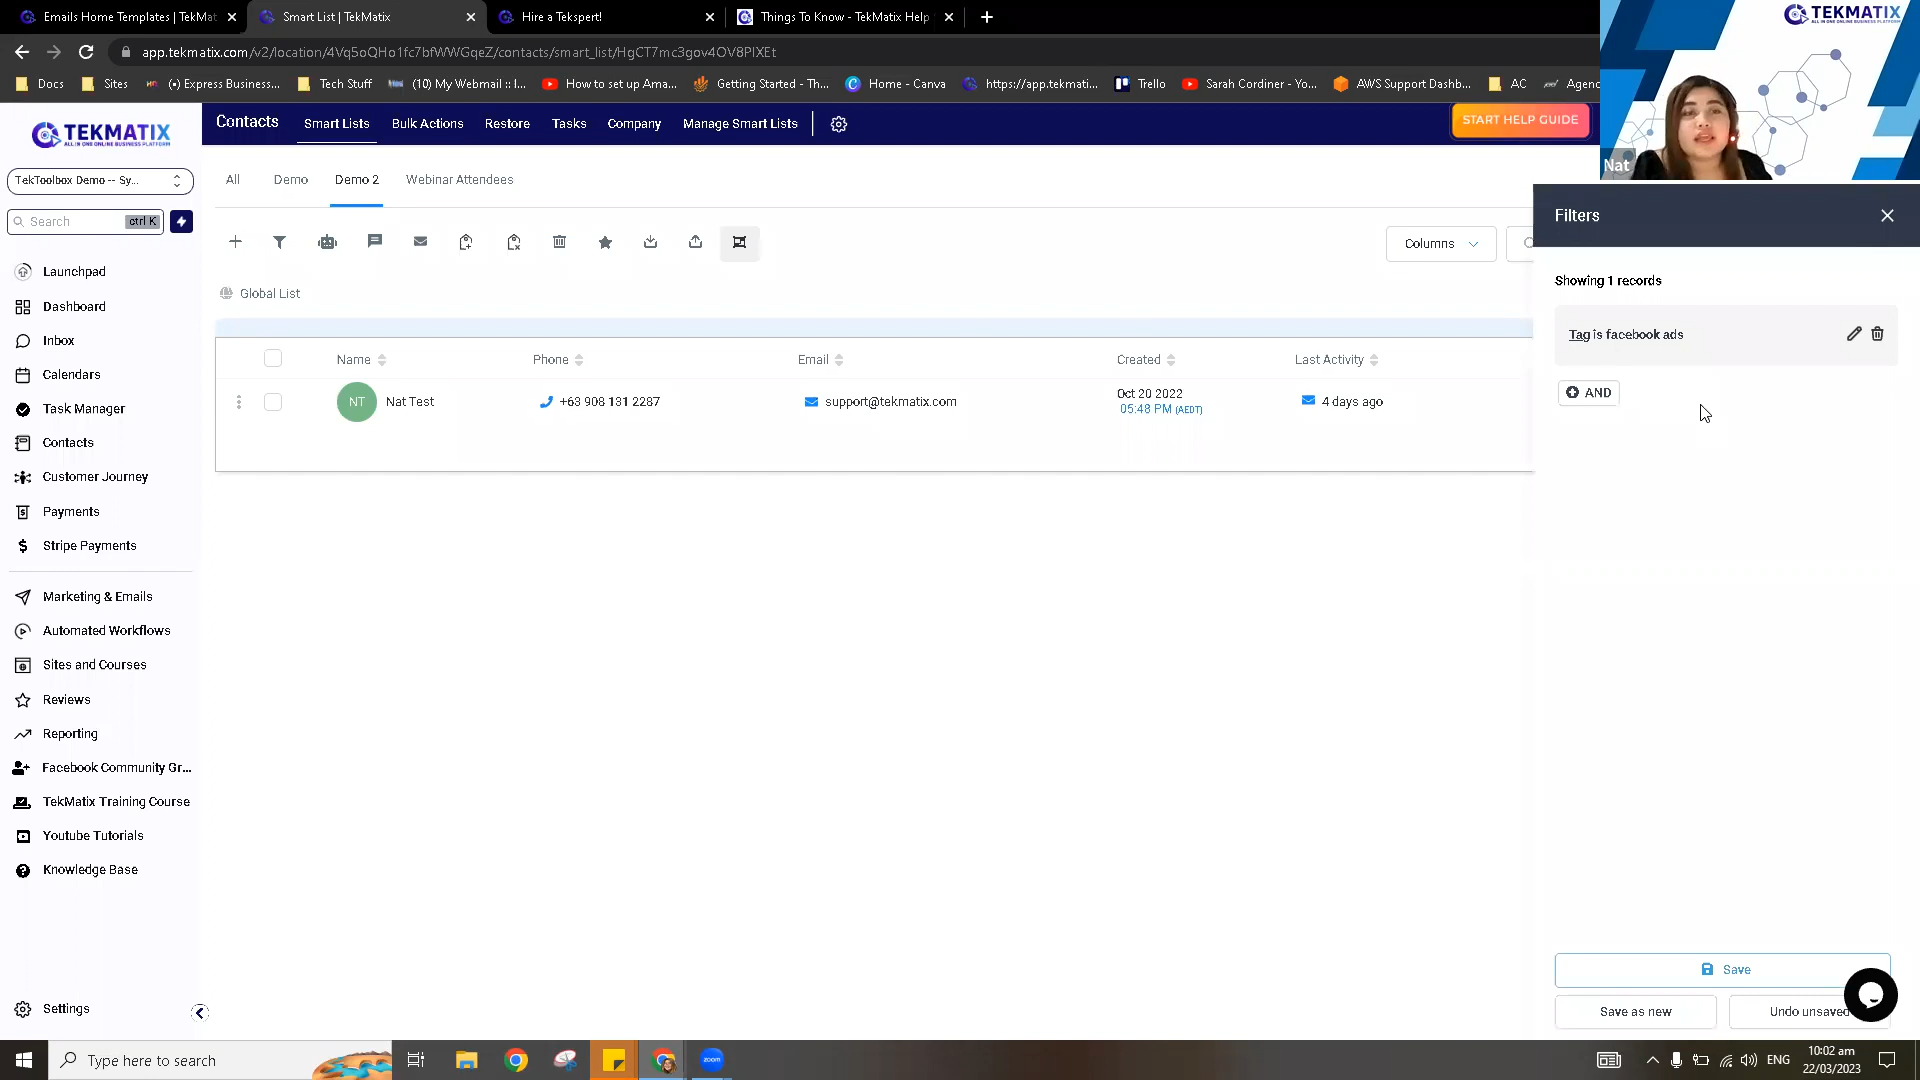 Emails Home Templates | TekMat
Smart List | TekMatix
Hire a Tekspert!
Things To Know - TekMatix Help
app.tekmatix.com/v2/location/4Vq5oQHo1fc7bfWWGqeZ/contacts/smart_list/HgCT7mc3gov4OV8PIXEt
Docs
Sites
(•) Express Business...
Tech Stuff
(10) My Webmail :: I...
How to set up Ama...
Getting Started - Th...
Home - Canva
https://app.tekmati...
Trello
Sarah Cordiner - Yo...
AWS Support Dashb...
AC
Agenc
TEKMATIX
Nat
TEKMATIX
ALL IN ONE ONLINE BUSINESS PLATFORM
Contacts
Smart Lists
Bulk Actions
Restore
Tasks
Company
Manage Smart Lists
START HELP GUIDE
TekToolbox Demo -- Sy...
Search
ctrl K
Launchpad
Dashboard
Inbox
Calendars
Task Manager
Contacts
Customer Journey
Payments
Stripe Payments
Marketing & Emails
Automated Workflows
Sites and Courses
Reviews
Reporting
Facebook Community Gr...
TekMatix Training Course
Youtube Tutorials
Knowledge Base
Settings
All
Demo
Demo 2
Webinar Attendees
Columns
Global List
Name
Phone
Email
Created
Last Activity
NT
Nat Test
+63 908 131 2287
support@tekmatix.com
Oct 20 2022
05:48 PM (AEDT)
4 days ago
Filters
Showing 1 records
Tag is facebook ads
AND
Save
Save as new
Undo unsaved
Type here to search
zoom
ENG
10:02 am
22/03/2023